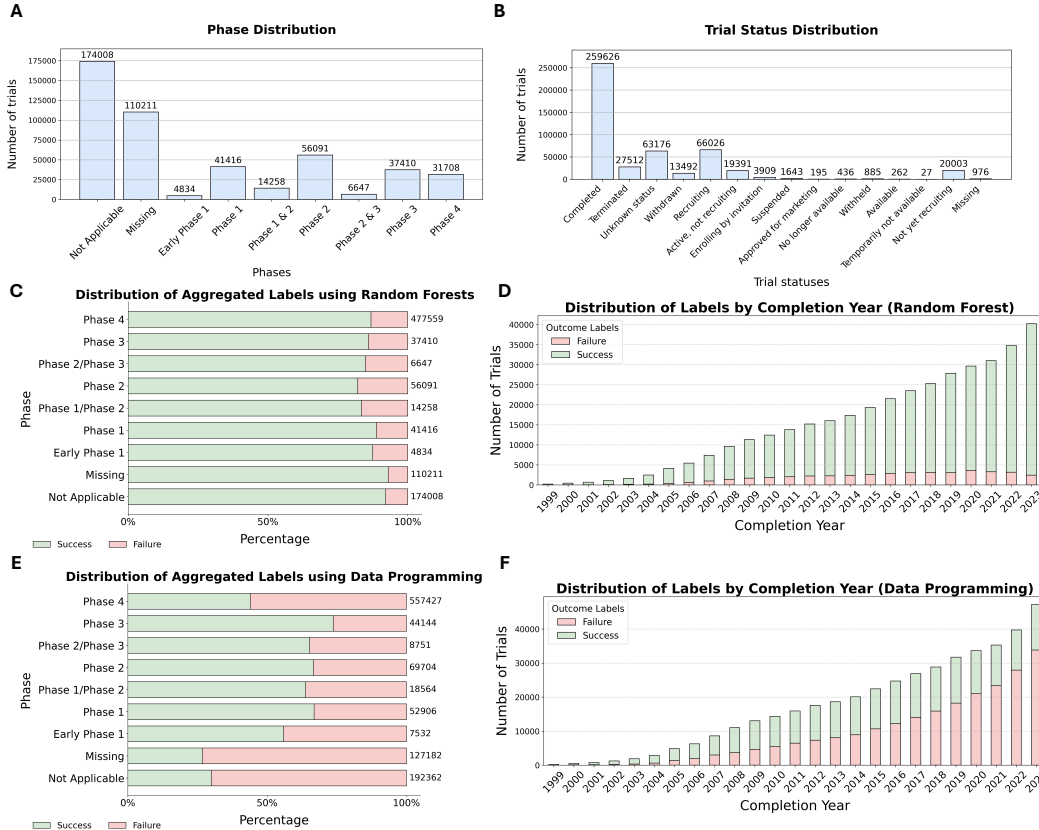 A
Phase Distribution
Number of trials
175000
150000
125000
100000
75000
50000
25000
0
174008
110211
4834
41416
14258
56091
6647
37410
31708
Not Applicable
Missing
Early Phase 1
Phase 1
Phase 1 & 2
Phase 2
Phase 2 & 3
Phase 3
Phase 4
Phases
B
Trial Status Distribution
Number of trials
250000
200000
150000
100000
50000
0
259626
27512
63176
13492
66026
19391
3909
1643
195
436
885
262
27
20003
976
Completed
Terminated
Unknown status
Withdrawn
Recruiting
Active, not recruiting
Enrolling by invitation
Suspended
Approved for marketing
No longer available
Withheld
Available
Temporarily not available
Not yet recruiting
Missing
Trial statuses
C
Distribution of Aggregated Labels using Random Forests
Phase
Phase 4 477559
Phase 3 37410
Phase 2/Phase 3 6647
Phase 2 56091
Phase 1/Phase 2 14258
Phase 1 41416
Early Phase 1 4834
Missing 110211
Not Applicable 174008
0% 50% 100%
Percentage
Success Failure
D
Distribution of Labels by Completion Year (Random Forest)
Outcome Labels
Failure
Success
Number of Trials
40000
35000
30000
25000
20000
15000
10000
5000
0
1999 2000 2001 2002 2003 2004 2005 2006 2007 2008 2009 2010 2011 2012 2013 2014 2015 2016 2017 2018 2019 2020 2021 2022 2023
Completion Year
E
Distribution of Aggregated Labels using Data Programming
Phase
Phase 4 557427
Phase 3 44144
Phase 2/Phase 3 8751
Phase 2 69704
Phase 1/Phase 2 18564
Phase 1 52906
Early Phase 1 7532
Missing 127182
Not Applicable 192362
0% 50% 100%
Percentage
Success Failure
F
Distribution of Labels by Completion Year (Data Programming)
Outcome Labels
Failure
Success
Number of Trials
40000
30000
20000
10000
0
1999 2000 2001 2002 2003 2004 2005 2006 2007 2008 2009 2010 2011 2012 2013 2014 2015 2016 2017 2018 2019 2020 2021 2022
Completion Year